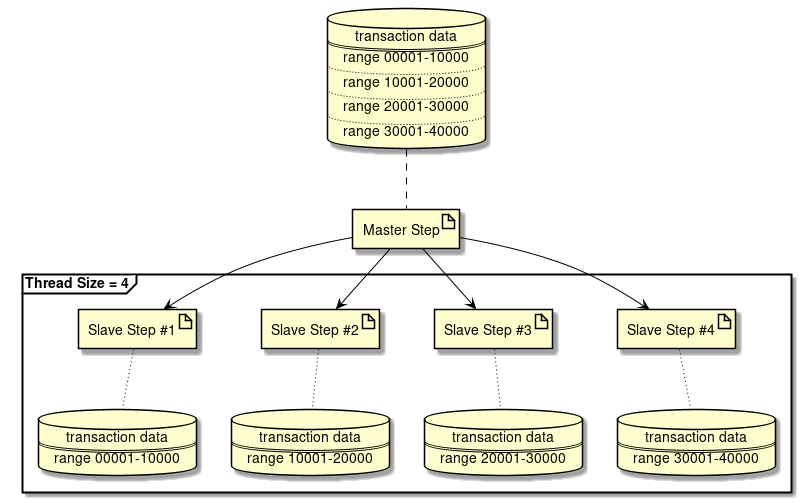 transaction data
range 00001-10000
range 10001-20000
range 20001-30000
range 30001-40000
Master Step
Thread Size = 4
Slave Step #1
Slave Step #2
Slave Step #3
Slave Step #4
transaction data
range 00001-10000
transaction data
range 10001-20000
transaction data
range 20001-30000
transaction data
range 30001-40000